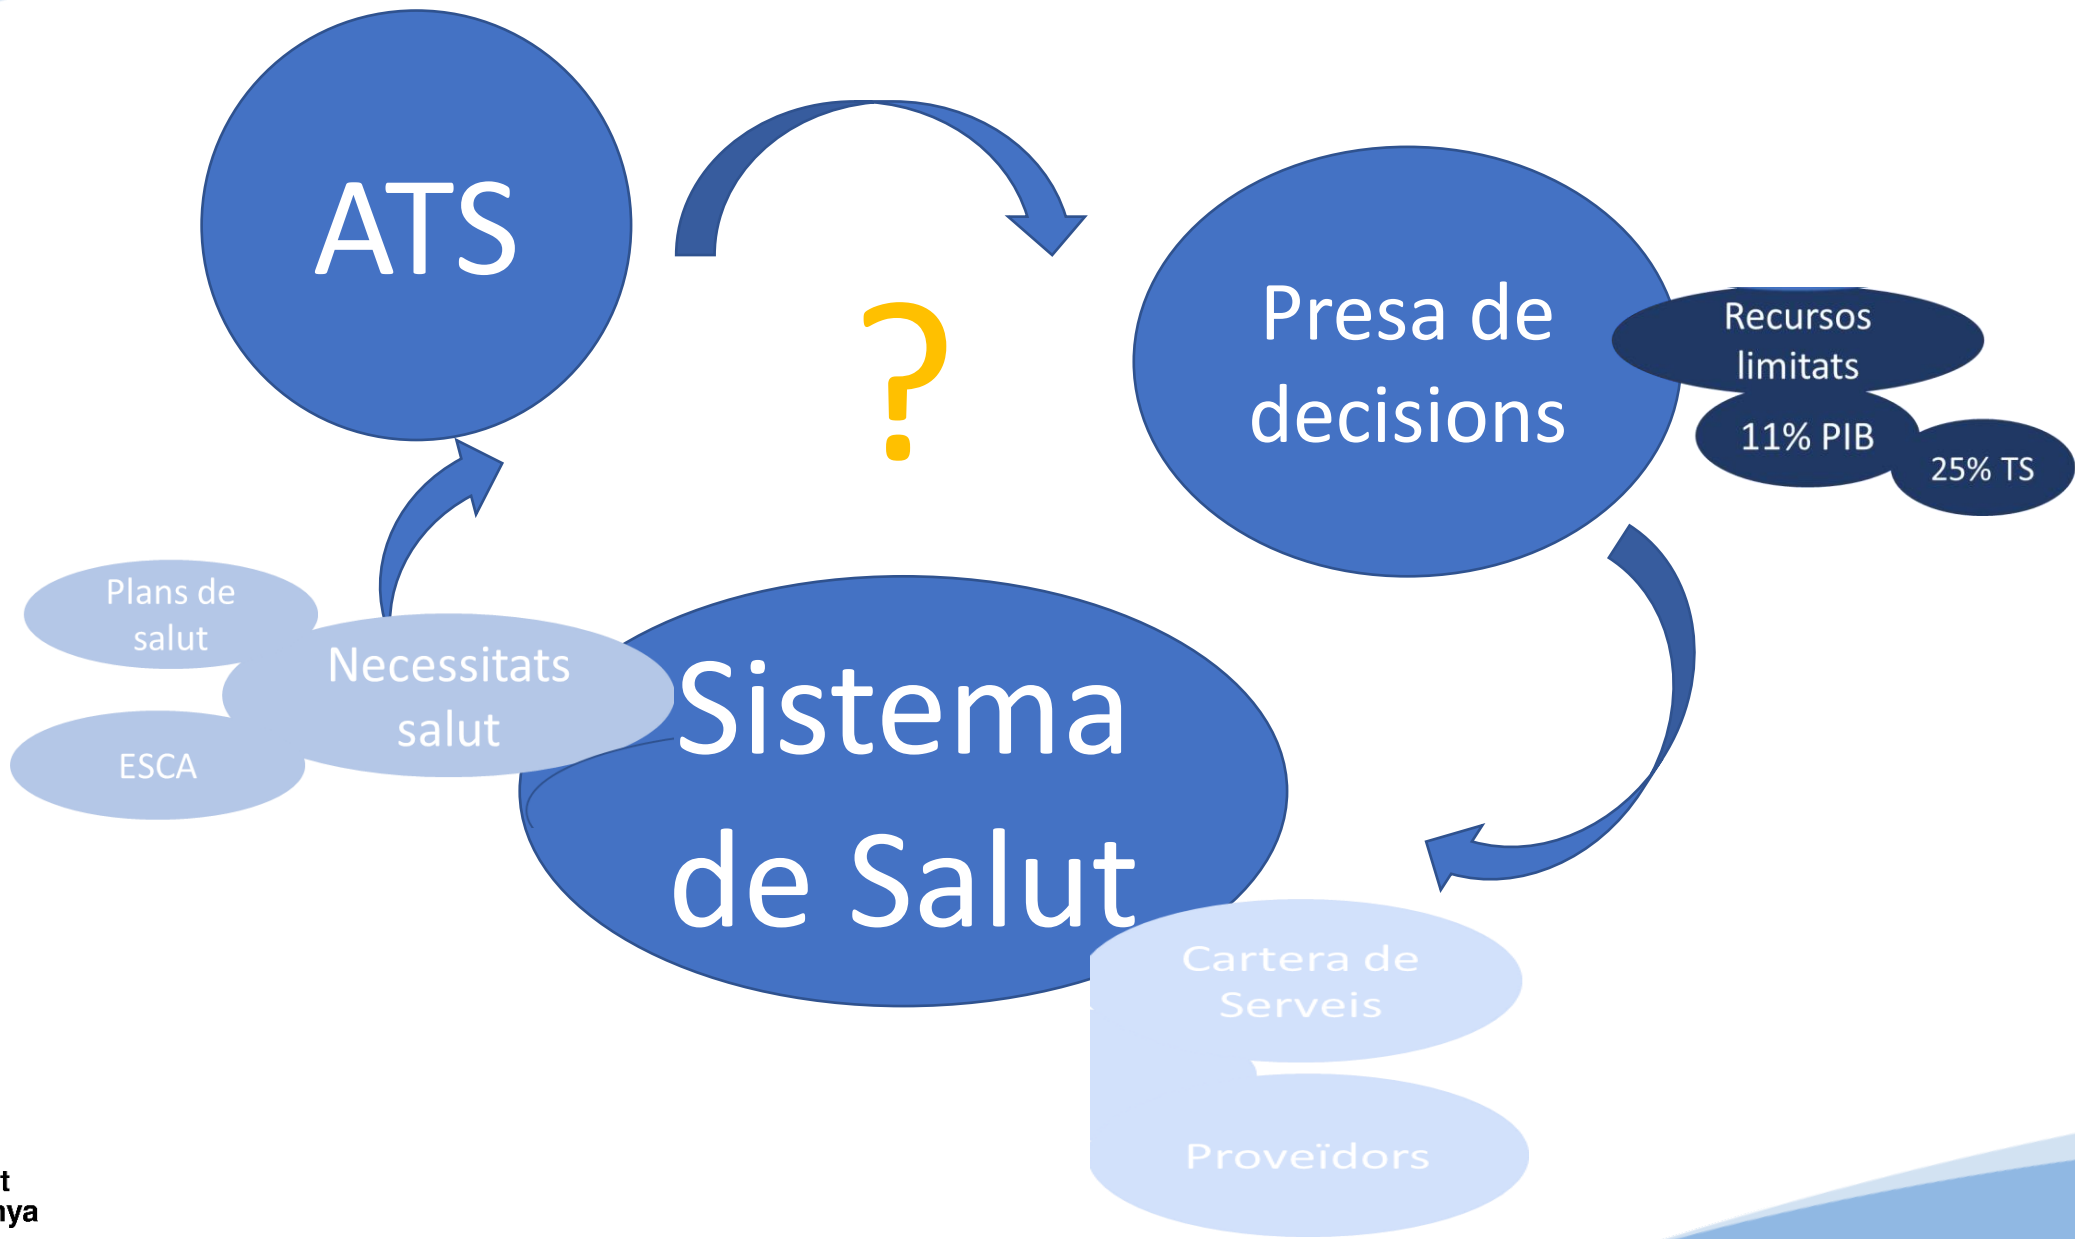 ATS
?
Presa de
decisions
Recursos
limitats
11% PIB
25% TS
Plans de
salut
Necessitats
salut
ESCA
Sistema
de Salut
Cartera de
Serveis
Proveïdors
t
nya